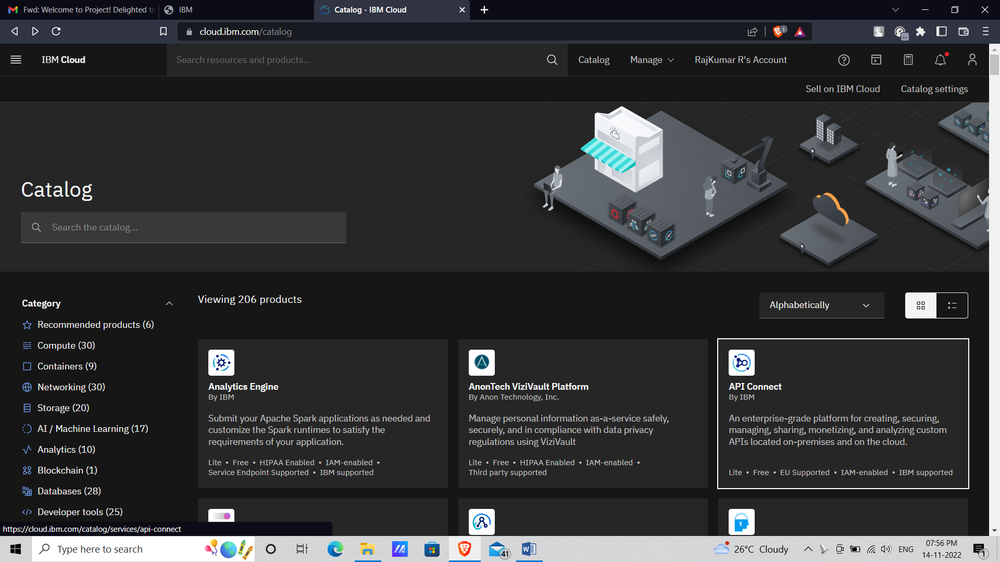 Fwd: Welcome to Project! Delighted to
IBM
Catalog - IBM Cloud
cloud.ibm.com/catalog
3
IBM Cloud
Search resources and products...
Catalog
Manage
RajKumar R's Account
Sell on IBM Cloud
Catalog settings
Catalog
Search the catalog...
Category
Recommended products (6)
Compute (30)
Containers (9)
Networking (30)
Storage (20)
AI / Machine Learning (17)
Analytics (10)
Blockchain (1)
Databases (28)
Developer tools (25)
Viewing 206 products
Alphabetically
Analytics Engine
By IBM
Submit your Apache Spark applications as needed and
customize the Spark runtimes to satisfy the
requirements of your application.
Lite • Free • HIPAA Enabled • IAM-enabled •
Service Endpoint Supported • IBM supported
AnonTech ViziVault Platform
By Anon Technology, Inc.
Manage personal information as-a-service safely,
securely, and in compliance with data privacy
regulations using ViziVault
Lite • Free • HIPAA Enabled • IAM-enabled •
Third party supported
API Connect
By IBM
An enterprise-grade platform for creating, securing,
managing, sharing, monetizing, and analyzing custom
APIs located on-premises and on the cloud.
Lite • Free • EU Supported • IAM-enabled • IBM supported
https://cloud.ibm.com/catalog/services/api-connect
Type here to search
41
26°C Cloudy
ENG
07:56 PM
14-11-2022
1